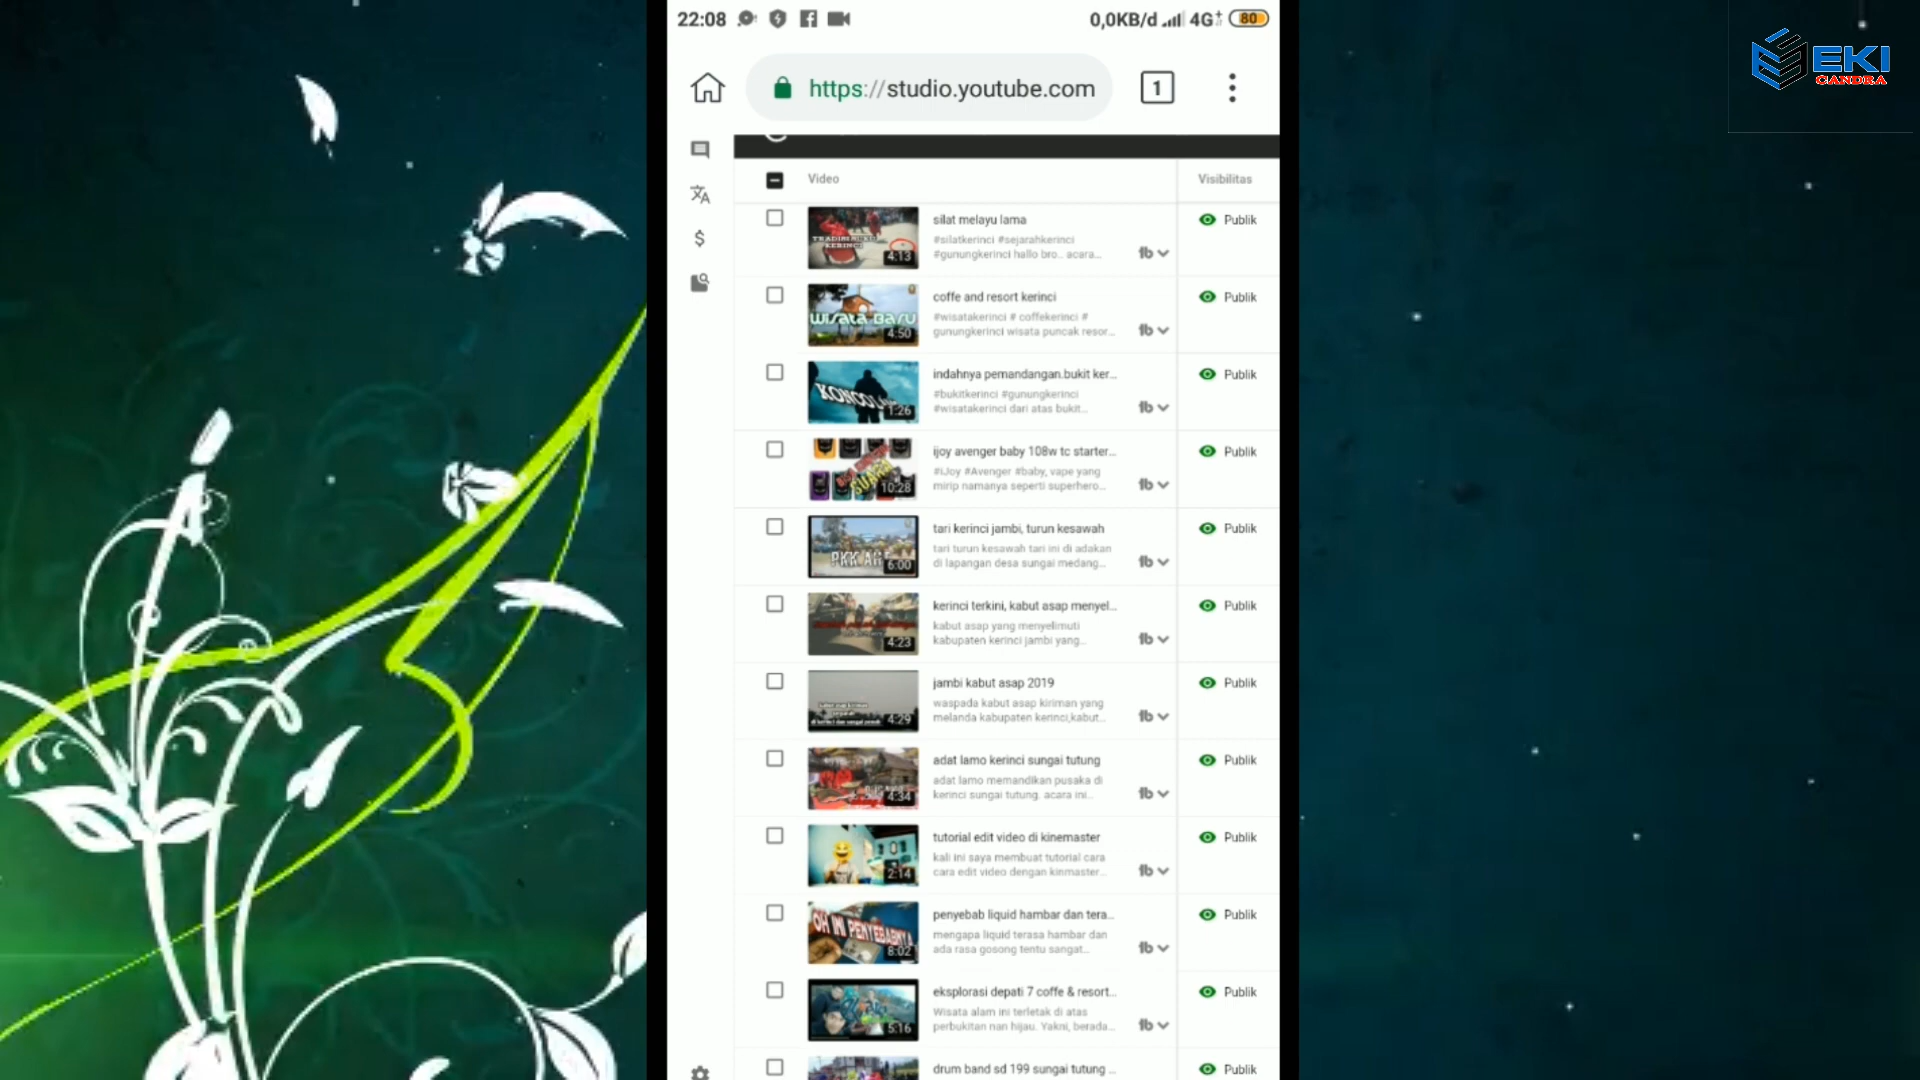 22:08
0,0KB/d 4G+ 80
https://studio.youtube.com
1
EKI
CANDRA
Video
Visibilitas
silat melayu lama
#silatkerinci #sejarahkerinci
#gunungkerinci hallo bro.. acara...
4:13
Publik
coffe and resort kerinci
#wisatakerinci # coffekerinci #
gunungkerinci wisata puncak resor...
WISATA BARU
4:50
Publik
indahnya pemandangan.bukit ker...
#bukitkerinci #gunungkerinci
#wisatakerinci dari atas bukit...
1:26
Publik
ijoy avenger baby 108w tc starter...
#iJoy #Avenger #baby, vape yang
mirip namanya seperti superhero...
10:28
Publik
tari kerinci jambi, turun kesawah
tari turun kesawah tari ini di adakan
di lapangan desa sungai medang...
6:00
Publik
kerinci terkini, kabut asap menyel...
kabut asap yang menyelimuti
kabupaten kerinci jambi yang...
4:23
Publik
jambi kabut asap 2019
waspada kabut asap kiriman yang
melanda kabupaten kerinci,kabut...
4:29
Publik
adat lamo kerinci sungai tutung
adat lamo memandikan pusaka di
kerinci sungai tutung. acara ini...
4:34
Publik
tutorial edit video di kinemaster
kali ini saya membuat tutorial cara
cara edit video dengan kinmaster...
2:14
Publik
penyebab liquid hambar dan tera...
mengapa liquid terasa hambar dan
ada rasa gosong tentu sangat...
OH INI PENYEBABNYA
8:02
Publik
eksplorasi depati 7 coffe & resort...
Wisata alam ini terletak di atas
perbukitan nan hijau. Yakni, berada...
5:16
Publik
drum band sd 199 sungai tutung ...
Publik